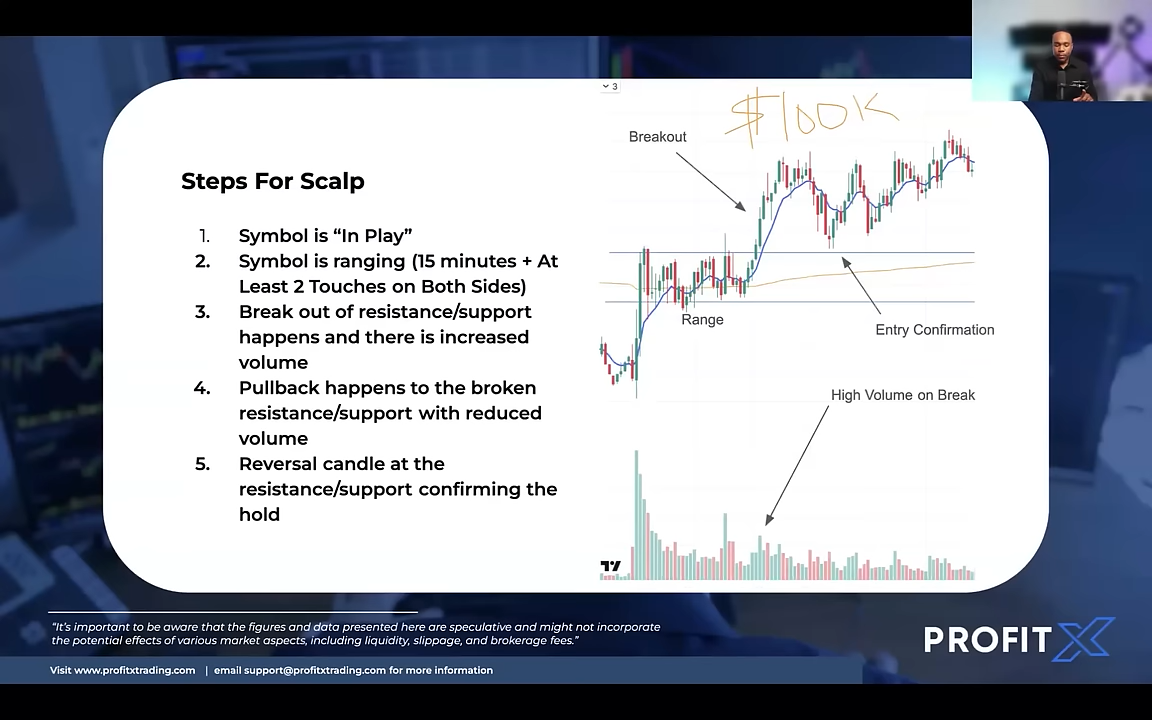 3
$100K
Breakout
Steps For Scalp
1. Symbol is “In Play”
2. Symbol is ranging (15 minutes + At
Least 2 Touches on Both Sides)
3. Break out of resistance/support
happens and there is increased
volume
4. Pullback happens to the broken
resistance/support with reduced
volume
5. Reversal candle at the
resistance/support confirming the
hold
Range
Entry Confirmation
High Volume on Break
“It’s important to be aware that the figures and data presented here are speculative and might not incorporate
the potential effects of various market aspects, including liquidity, slippage, and brokerage fees.”
PROFIT X
Visit www.profitxtrading.com | email support@profitxtrading.com for more information